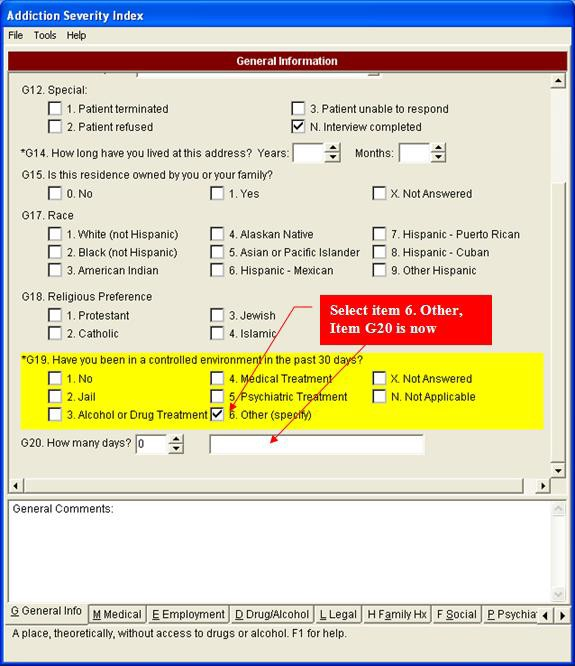 Addiction Severity Index
File Tools Help
General Information
G12. Special:
1. Patient terminated
3. Patient unable to respond
2. Patient refused
N. Interview completed
*G14. How long have you lived at this address? Years: Months:
G15. Is this residence owned by you or your family?
0. No 1. Yes X. Not Answered
G17. Race
1. White (not Hispanic) 4. Alaskan Native 7. Hispanic - Puerto Rican
2. Black (not Hispanic) 5. Asian or Pacific Islander 8. Hispanic - Cuban
3. American Indian 6. Hispanic - Mexican 9. Other Hispanic
G18. Religious Preference
1. Protestant 3. Jewish
2. Catholic 4. Islamic
Select item 6. Other,
Item G20 is now
*G19. Have you been in a controlled environment in the past 30 days?
1. No 4. Medical Treatment X. Not Answered
2. Jail 5. Psychiatric Treatment N. Not Applicable
3. Alcohol or Drug Treatment 6. Other (specify)
G20. How many days? 0
General Comments:
G General Info M Medical E Employment D Drug/Alcohol L Legal H Family Hx F Social P Psychia
A place, theoretically, without access to drugs or alcohol. F1 for help.